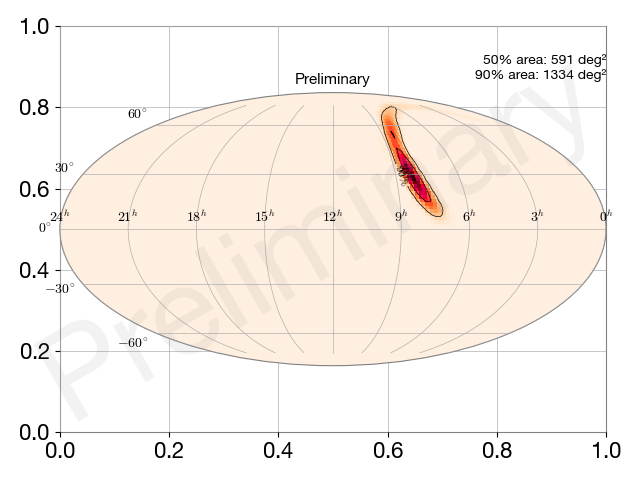 1.0
50% area: 591 deg²
90% area: 1334 deg²
Preliminary
0.8
60°
30°
0.6
24h 21h 18h 15h 12h 9h 6h 3h 0h
0°
0.4
−30°
0.2
−60°
0.0
0.0 0.2 0.4 0.6 0.8 1.0
Preliminary